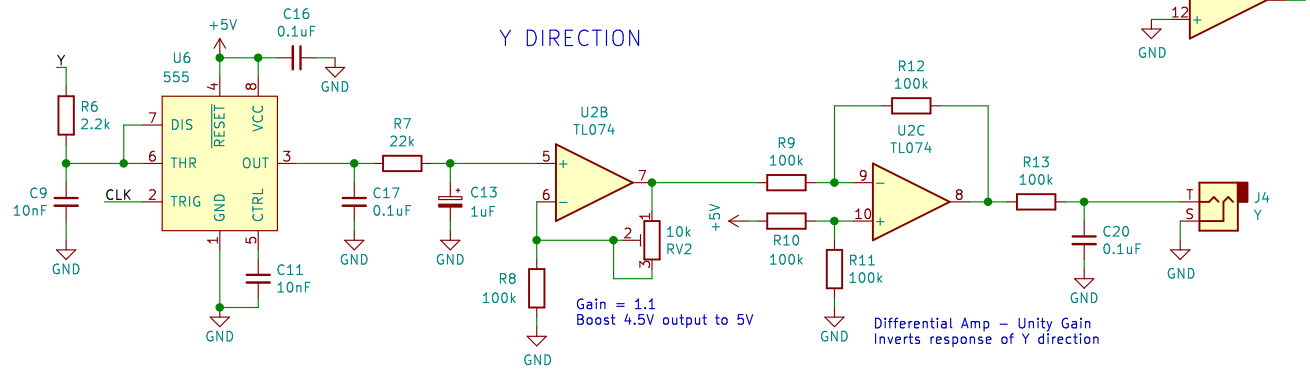 Y DIRECTION
12
+
GND
+5V
C16
0.1uF
GND
U6
555
Y
R6
2.2k
4
8
7
DIS
RESET
VCC
6
THR
OUT
3
CLK
2
TRIG
GND
CTRL
1
5
C9
10nF
GND
C11
10nF
GND
R7
22k
C17
0.1uF
GND
C13
+
1uF
GND
U2B
TL074
5
+
6
−
7
1
2
3
10k
RV2
R8
100k
GND
Gain = 1.1
Boost 4.5V output to 5V
R9
100k
+5V
R10
100k
R11
100k
GND
R12
100k
U2C
TL074
9
−
10
+
8
Differential Amp − Unity Gain
Inverts response of Y direction
R13
100k
C20
0.1uF
GND
T
S
J4
Y
GND